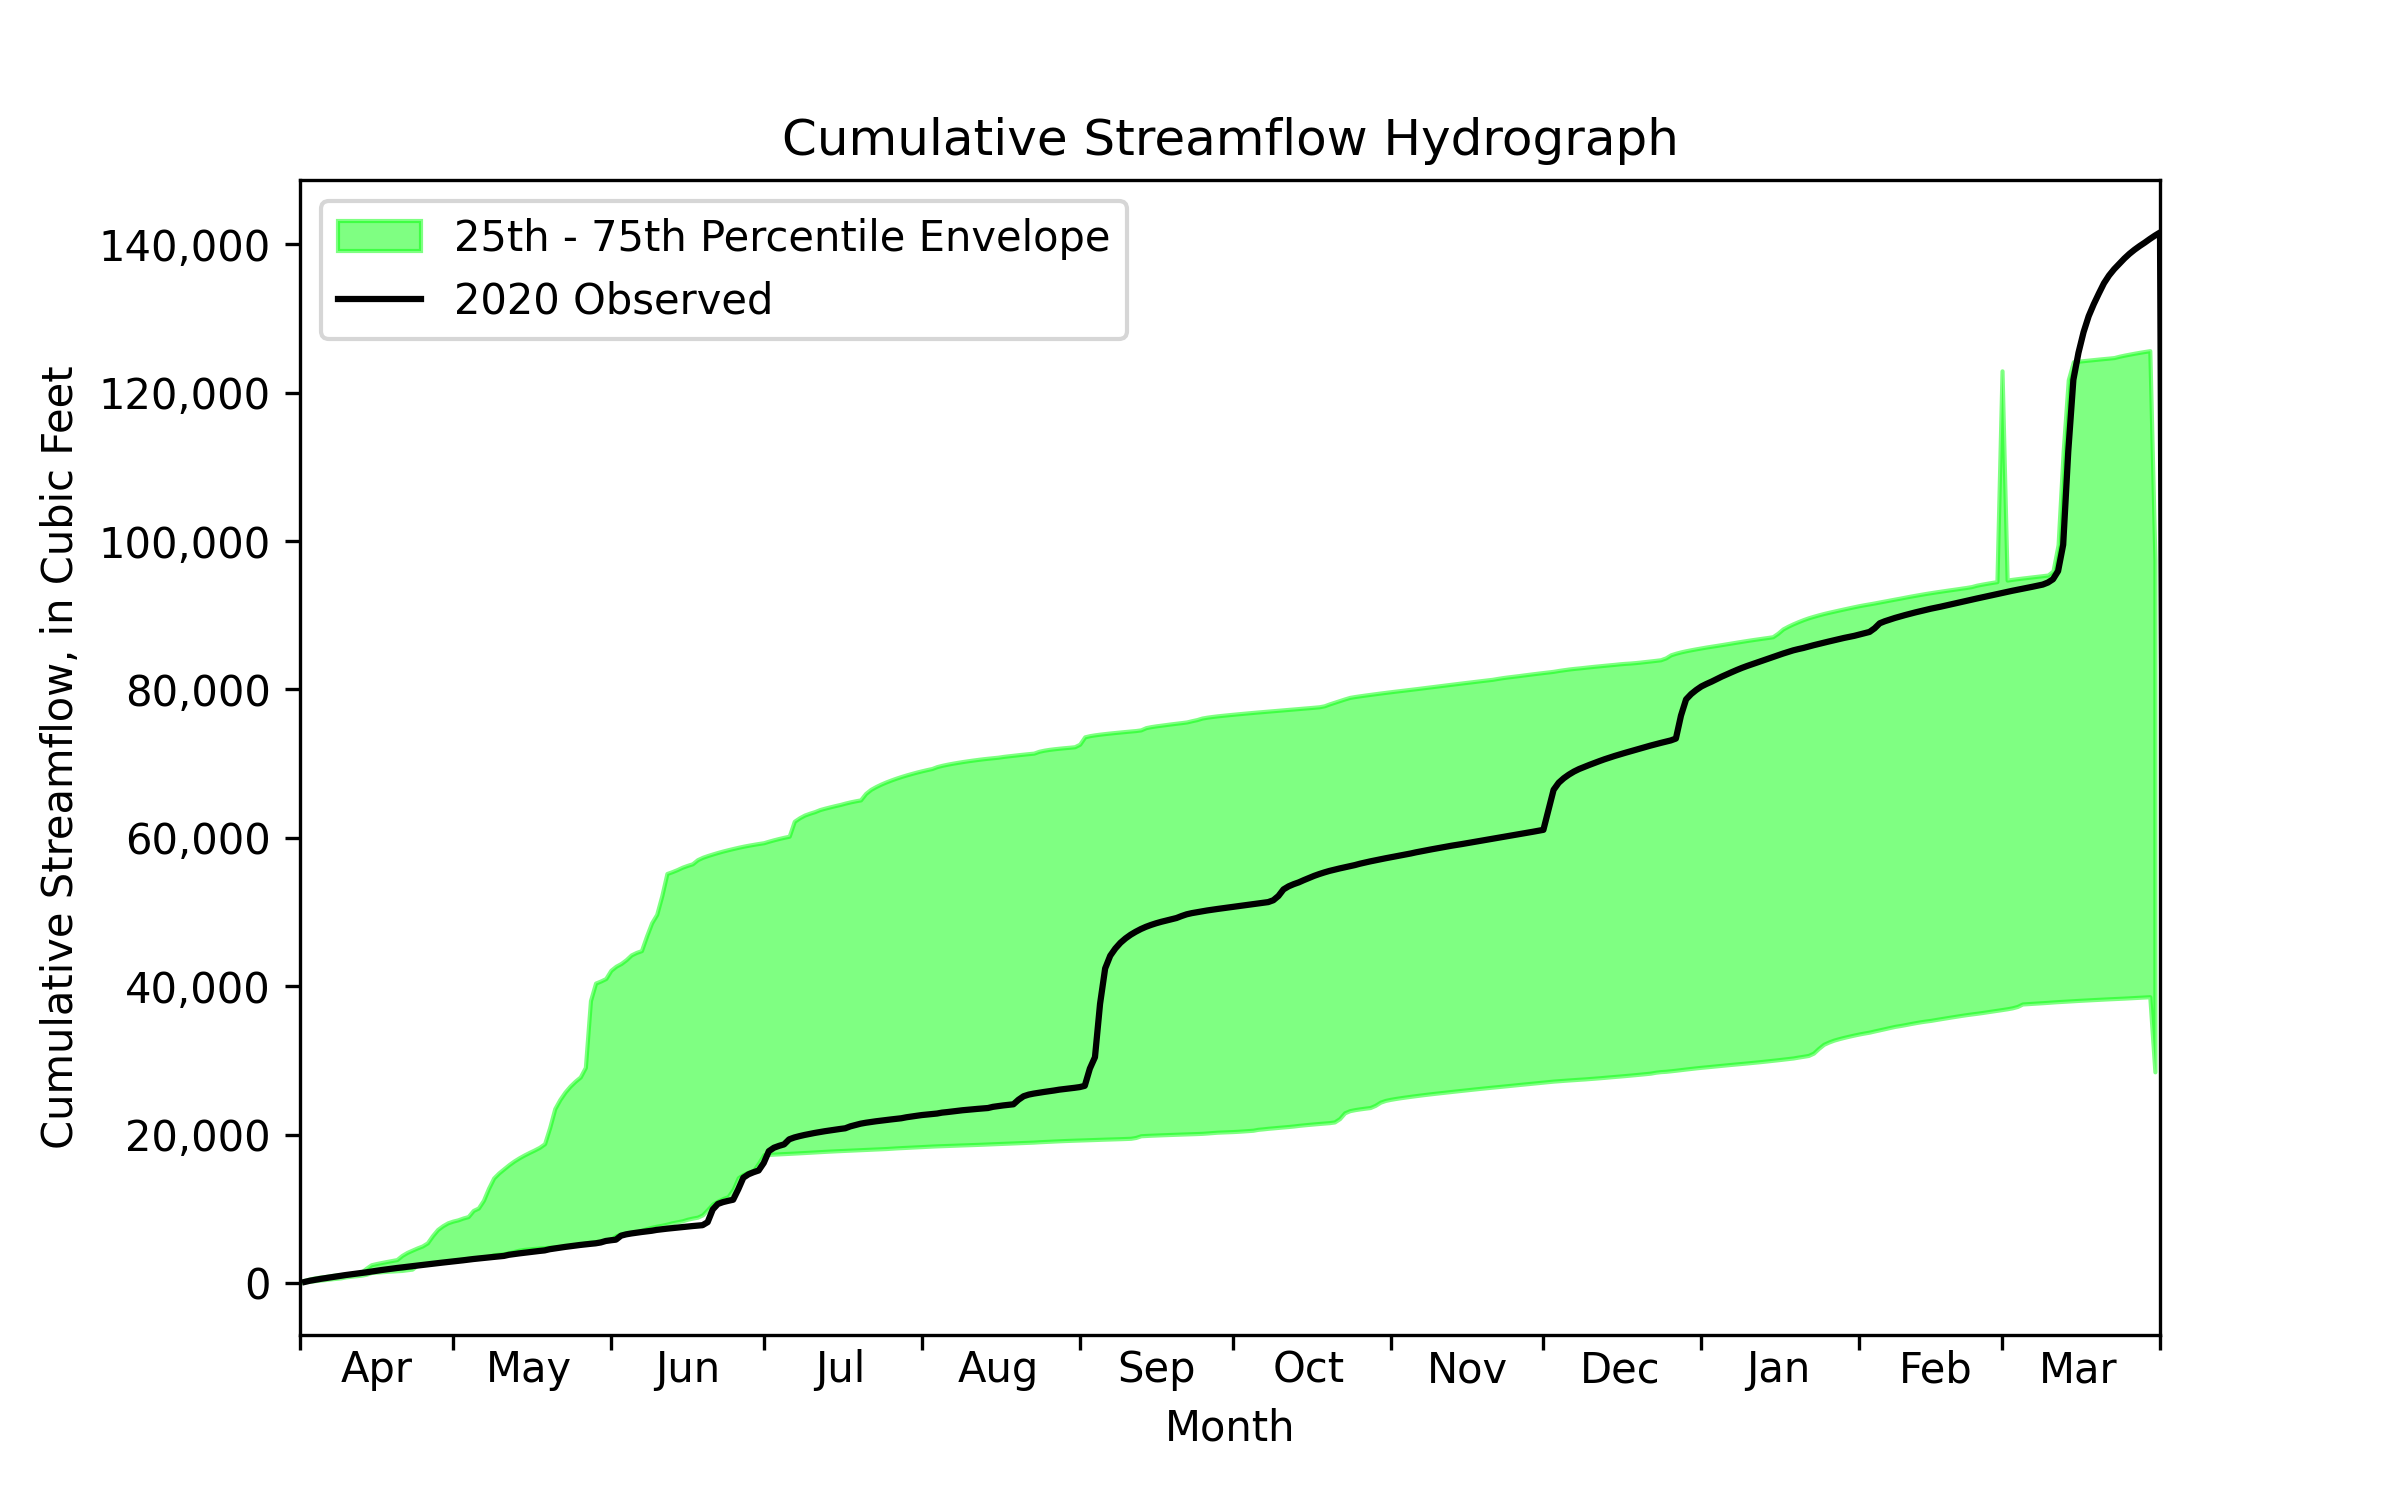 Cumulative Streamflow Hydrograph
25th - 75th Percentile Envelope
2020 Observed
Cumulative Streamflow, in Cubic Feet
140,000
120,000
100,000
80,000
60,000
40,000
20,000
0
Apr May Jun Jul Aug Sep Oct Nov Dec Jan Feb Mar
Month